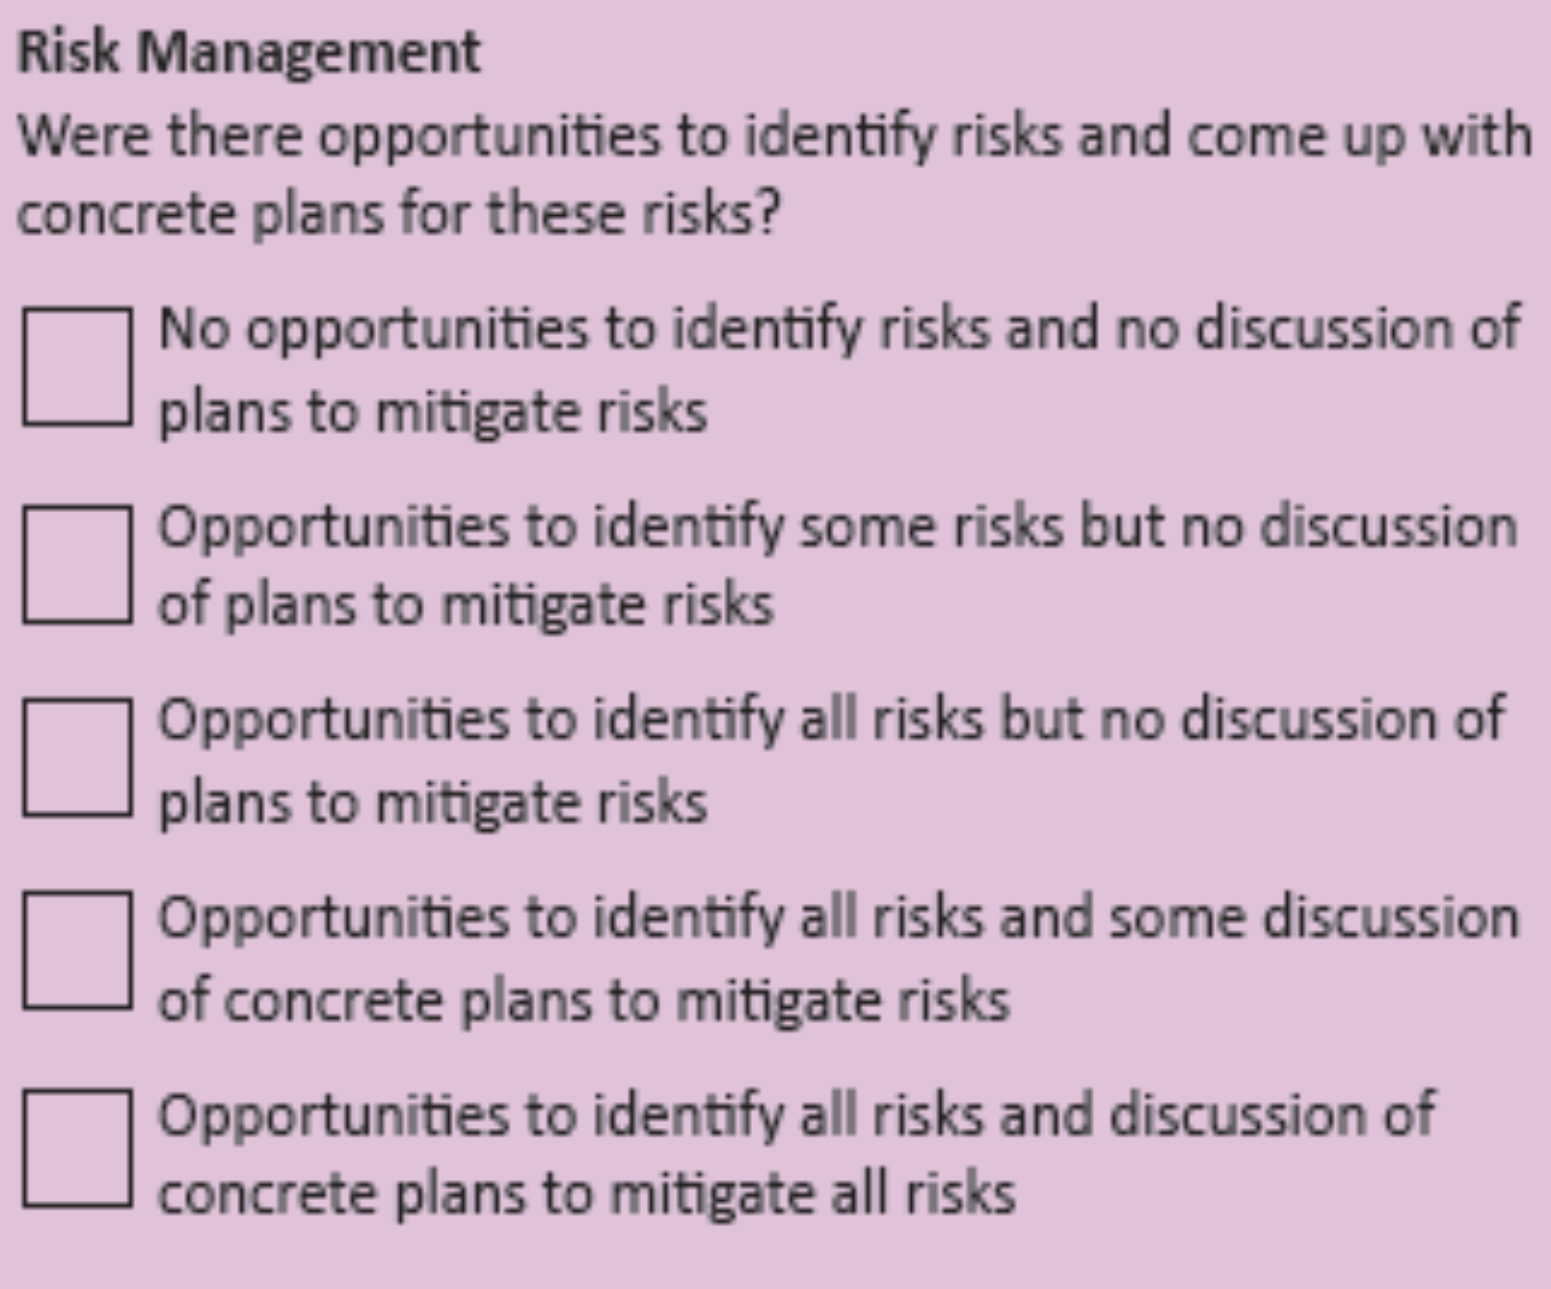 Risk Management
Were there opportunities to identify risks and come up with
concrete plans for these risks?
No opportunities to identify risks and no discussion of
plans to mitigate risks
Opportunities to identify some risks but no discussion
of plans to mitigate risks
Opportunities to identify all risks but no discussion of
plans to mitigate risks
Opportunities to identify all risks and some discussion
of concrete plans to mitigate risks
Opportunities to identify all risks and discussion of
concrete plans to mitigate all risks